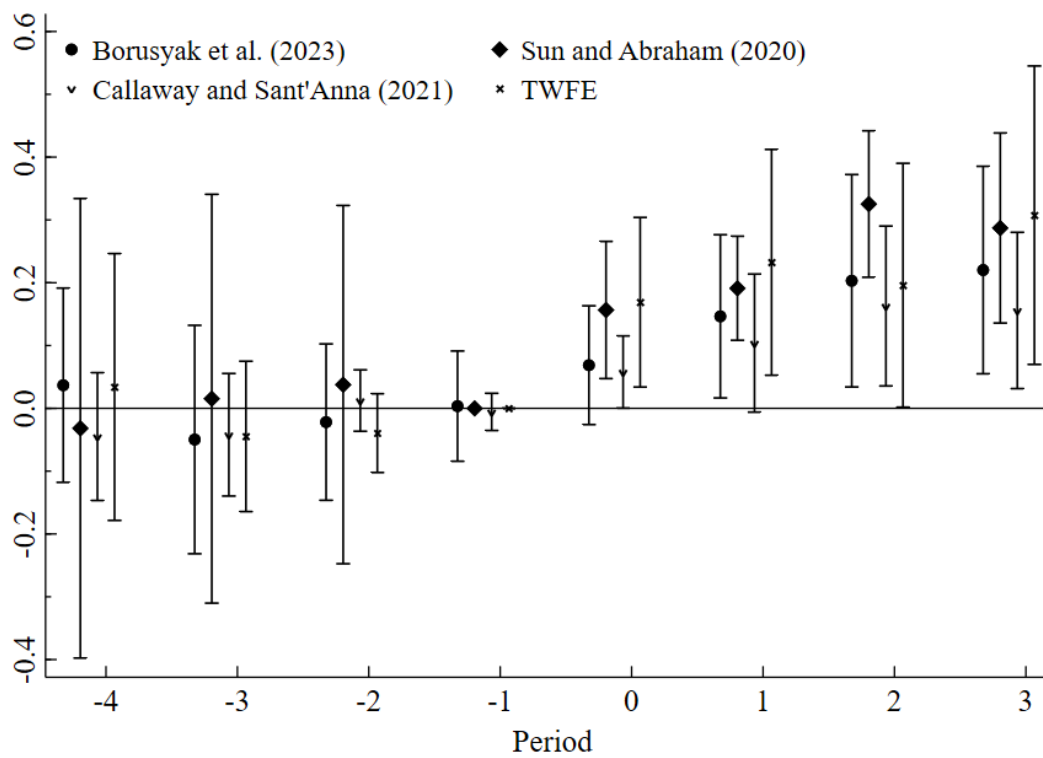 0.6
Borusyak et al. (2023) Sun and Abraham (2020)
Callaway and Sant'Anna (2021) TWFE
0.4
0.2
0.0
-0.2
-0.4
-4 -3 -2 -1 0 1 2 3
Period